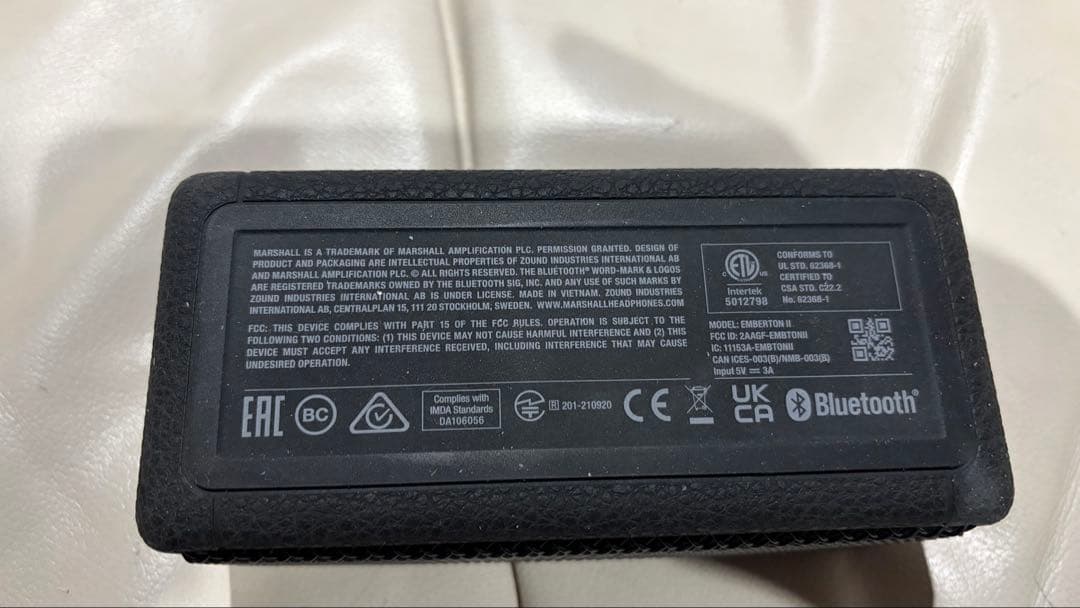 MARSHALL IS A TRADEMARK OF MARSHALL AMPLIFICATION PLC. PERMISSION GRANTED. DESIGN OF
PRODUCT AND PACKAGING ARE INTELLECTUAL PROPERTIES OF ZOUND INDUSTRIES INTERNATIONAL AB
AND MARSHALL AMPLIFICATION PLC. © ALL RIGHTS RESERVED. THE BLUETOOTH® WORD-MARK & LOGOS
ARE REGISTERED TRADEMARKS OWNED BY THE BLUETOOTH SIG, INC. AND ANY USE OF SUCH MARKS BY
ZOUND INDUSTRIES INTERNATIONAL AB IS UNDER LICENSE. MADE IN VIETNAM. ZOUND INDUSTRIES
INTERNATIONAL AB, CENTRALPLAN 15, 111 20 STOCKHOLM, SWEDEN. WWW.MARSHALLHEADPHONES.COM
FCC: THIS DEVICE COMPLIES WITH PART 15 OF THE FCC RULES. OPERATION IS SUBJECT TO THE
FOLLOWING TWO CONDITIONS: (1) THIS DEVICE MAY NOT CAUSE HARMFUL INTERFERENCE AND (2) THIS
DEVICE MUST ACCEPT ANY INTERFERENCE RECEIVED, INCLUDING INTERFERENCE THAT MAY CAUSE
UNDESIRED OPERATION.
C ETL US
Intertek
5012798
CONFORMS TO
UL STD. 62368-1
CERTIFIED TO
CSA STD. C22.2
No. 62368-1
MODEL: EMBERTON II
FCC ID: 2AAGF-EMBTONII
IC: 11153A-EMBTONII
CAN ICES-003(B)/NMB-003(B)
Input 5V ⎓ 3A
EAC
BC
Complies with
IMDA Standards
DA106056
R 201-210920
CE
UK
CA
Bluetooth®